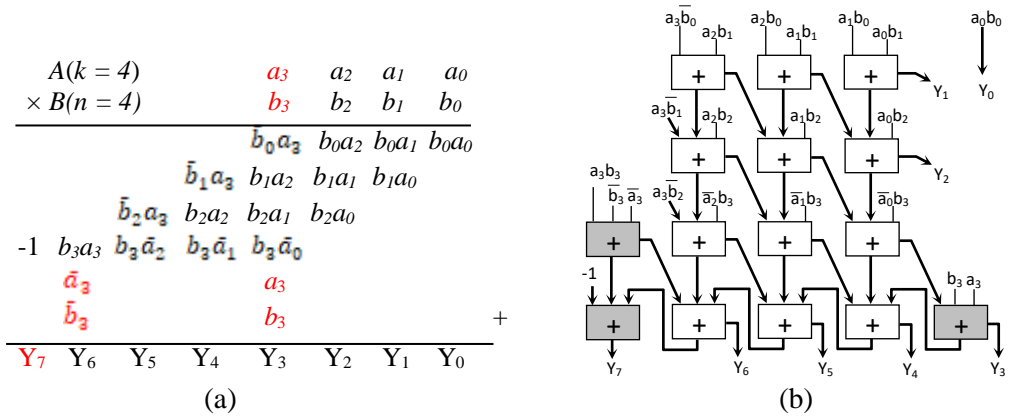 A(k = 4) a₃ a₂ a₁ a₀
× B(n = 4) b₃ b₂ b₁ b₀
b̄₀a₃ b₀a₂ b₀a₁ b₀a₀
b̄₁a₃ b₁a₂ b₁a₁ b₁a₀
b̄₂a₃ b₂a₂ b₂a₁ b₂a₀
-1 b₃a₃ b₃ā₂ b₃ā₁ b₃ā₀
ā₃ a₃
b̄₃ b₃ +
Y₇ Y₆ Y₅ Y₄ Y₃ Y₂ Y₁ Y₀
(a)
a₃b̄₀ a₂b₀ a₁b₀ a₀b₀
a₂b₁ a₁b₁ a₀b₁
+ + +
Y₁ Y₀
a₃b̄₁ a₂b₂ a₁b₂ a₀b₂
+ + +
Y₂
a₃b₃
b̄₃ ā₃ a₃b̄₂ ā₂b₃ ā₁b₃ ā₀b₃
+ + + +
-1 b₃ a₃
+ + + + +
Y₇ Y₆ Y₅ Y₄ Y₃
(b)